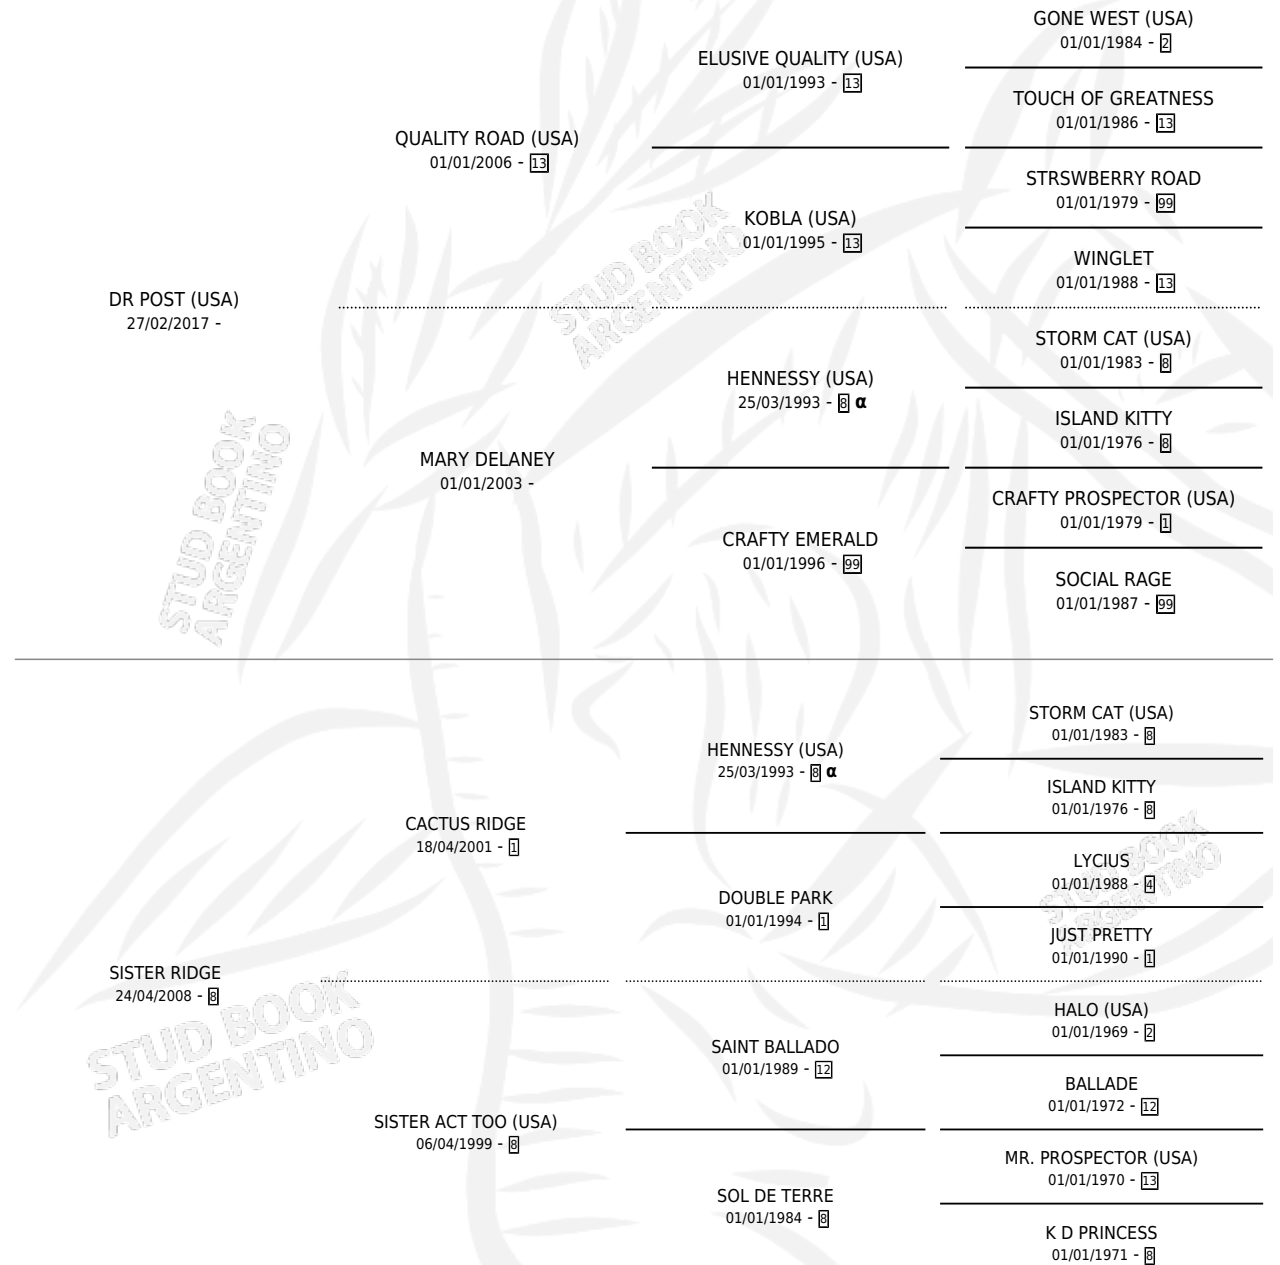 GONE WEST (USA)
01/01/1984 - 2
ELUSIVE QUALITY (USA)
01/01/1993 - 13
TOUCH OF GREATNESS
01/01/1986 - 13
QUALITY ROAD (USA)
01/01/2006 - 13
STRSWBERRY ROAD
01/01/1979 - 99
KOBLA (USA)
01/01/1995 - 13
WINGLET
01/01/1988 - 13
DR POST (USA)
27/02/2017 -
STORM CAT (USA)
01/01/1983 - 8
HENNESSY (USA)
25/03/1993 - 8 α
ISLAND KITTY
01/01/1976 - 8
MARY DELANEY
01/01/2003 -
CRAFTY PROSPECTOR (USA)
01/01/1979 - 1
CRAFTY EMERALD
01/01/1996 - 99
SOCIAL RAGE
01/01/1987 - 99
STORM CAT (USA)
01/01/1983 - 8
HENNESSY (USA)
25/03/1993 - 8 α
ISLAND KITTY
01/01/1976 - 8
CACTUS RIDGE
18/04/2001 - 1
LYCIUS
01/01/1988 - 4
DOUBLE PARK
01/01/1994 - 1
JUST PRETTY
01/01/1990 - 1
SISTER RIDGE
24/04/2008 - 8
HALO (USA)
01/01/1969 - 2
SAINT BALLADO
01/01/1989 - 12
BALLADE
01/01/1972 - 12
SISTER ACT TOO (USA)
06/04/1999 - 8
MR. PROSPECTOR (USA)
01/01/1970 - 13
SOL DE TERRE
01/01/1984 - 8
K D PRINCESS
01/01/1971 - 8
STUD BOOK
ARGENTINO
STUD BOOK
ARGENTINO
STUD BOOK
ARGENTINO
STUD BOOK
ARGENTINO